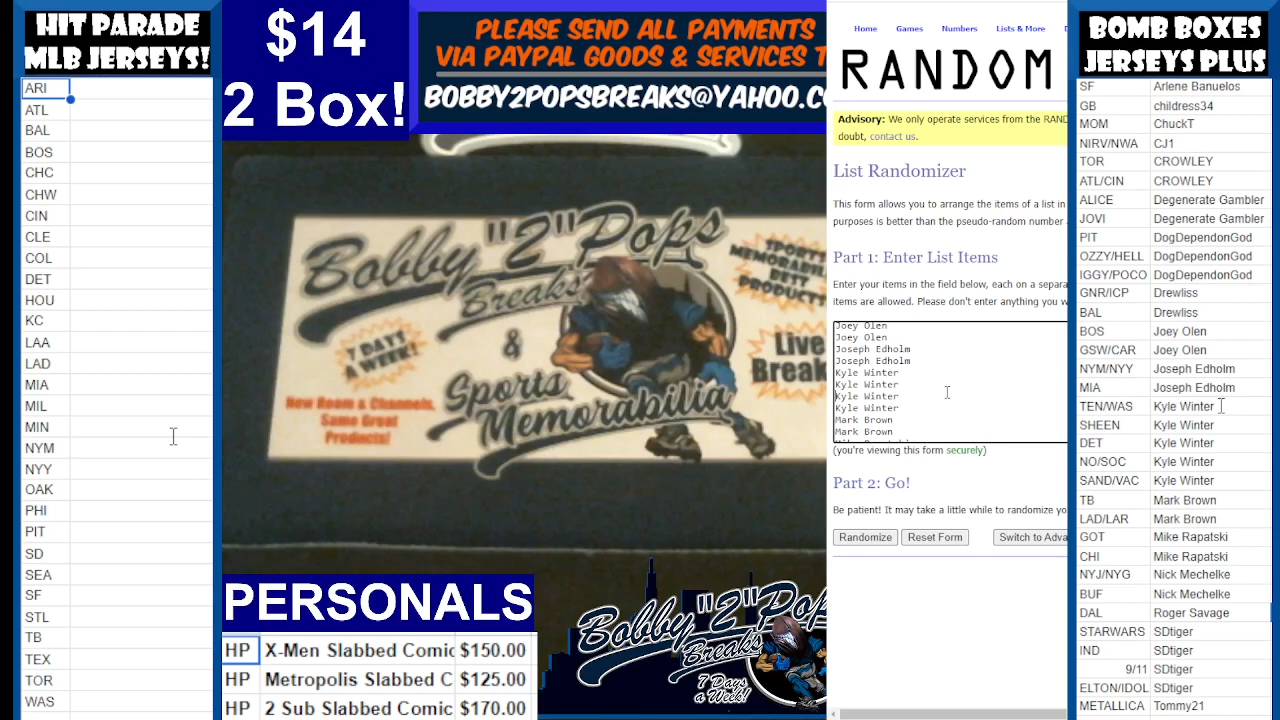 HIT PARADE
MLB JERSEYS!
ARI
ATL
BAL
BOS
CHC
CHW
CIN
CLE
COL
DET
HOU
KC
LAA
LAD
MIA
MIL
MIN
NYM
NYY
OAK
PHI
PIT
SD
SEA
SF
STL
TB
TEX
TOR
WAS
$14
2 Box!
PLEASE SEND ALL PAYMENTS
VIA PAYPAL GOODS & SERVICES T
BOBBY2POPSBREAKS@YAHOO.CO
Bobby "2" Pops
Breaks
&
Sports
Memorabilia
7 DAYS
A WEEK!
New Room & Channels,
Same Great
Products!
SPORTS
MEMORABI
BEST
PRODUCTS!
Live
Break
PERSONALS
HP X-Men Slabbed Comic $150.00
HP Metropolis Slabbed C $125.00
HP 2 Sub Slabbed Comic $170.00
Bobby "2" Pop
Breaks
7 Days
a Week!
Home Games Numbers Lists & More
RANDOM
Advisory: We only operate services from the RAND
doubt, contact us.
List Randomizer
This form allows you to arrange the items of a list in
purposes is better than the pseudo-random number
Part 1: Enter List Items
Enter your items in the field below, each on a separa
items are allowed. Please don't enter anything you w
Joey Olen
Joey Olen
Joseph Edholm
Joseph Edholm
Kyle Winter
Kyle Winter
Kyle Winter
Kyle Winter
Mark Brown
Mark Brown
(you're viewing this form securely)
Part 2: Go!
Be patient! It may take a little while to randomize yo
Randomize Reset Form Switch to Adva
BOMB BOXES
JERSEYS PLUS
SF Arlene Banuelos
GB childress34
MOM ChuckT
NIRV/NWA CJ1
TOR CROWLEY
ATL/CIN CROWLEY
ALICE Degenerate Gambler
JOVI Degenerate Gambler
PIT DogDependonGod
OZZY/HELL DogDependonGod
IGGY/POCO DogDependonGod
GNR/ICP Drewliss
BAL Drewliss
BOS Joey Olen
GSW/CAR Joey Olen
NYM/NYY Joseph Edholm
MIA Joseph Edholm
TEN/WAS Kyle Winter
SHEEN Kyle Winter
DET Kyle Winter
NO/SOC Kyle Winter
SAND/VAC Kyle Winter
TB Mark Brown
LAD/LAR Mark Brown
GOT Mike Rapatski
CHI Mike Rapatski
NYJ/NYG Nick Mechelke
BUF Nick Mechelke
DAL Roger Savage
STARWARS SDtiger
IND SDtiger
9/11 SDtiger
ELTON/IDOL SDtiger
METALLICA Tommy21